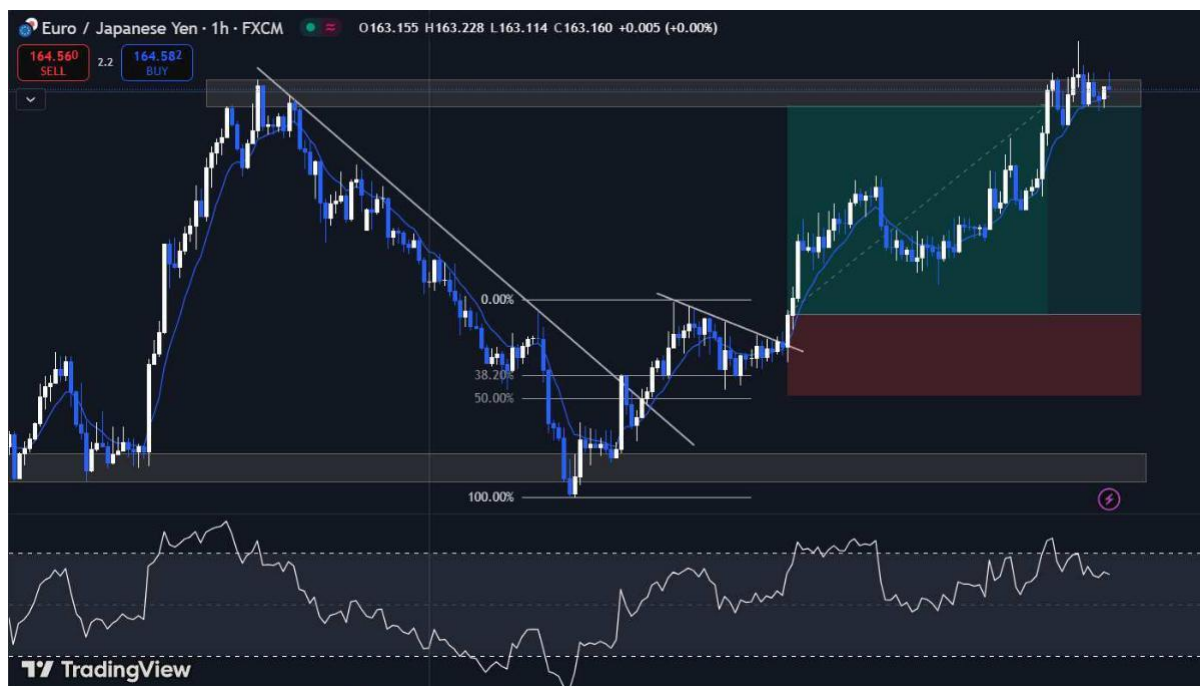 Euro / Japanese Yen · 1h · FXCM O163.155 H163.228 L163.114 C163.160 +0.005 (+0.00%)
164.560 2.2 164.582
SELL BUY
0.00%
38.20%
50.00%
100.00%
TradingView